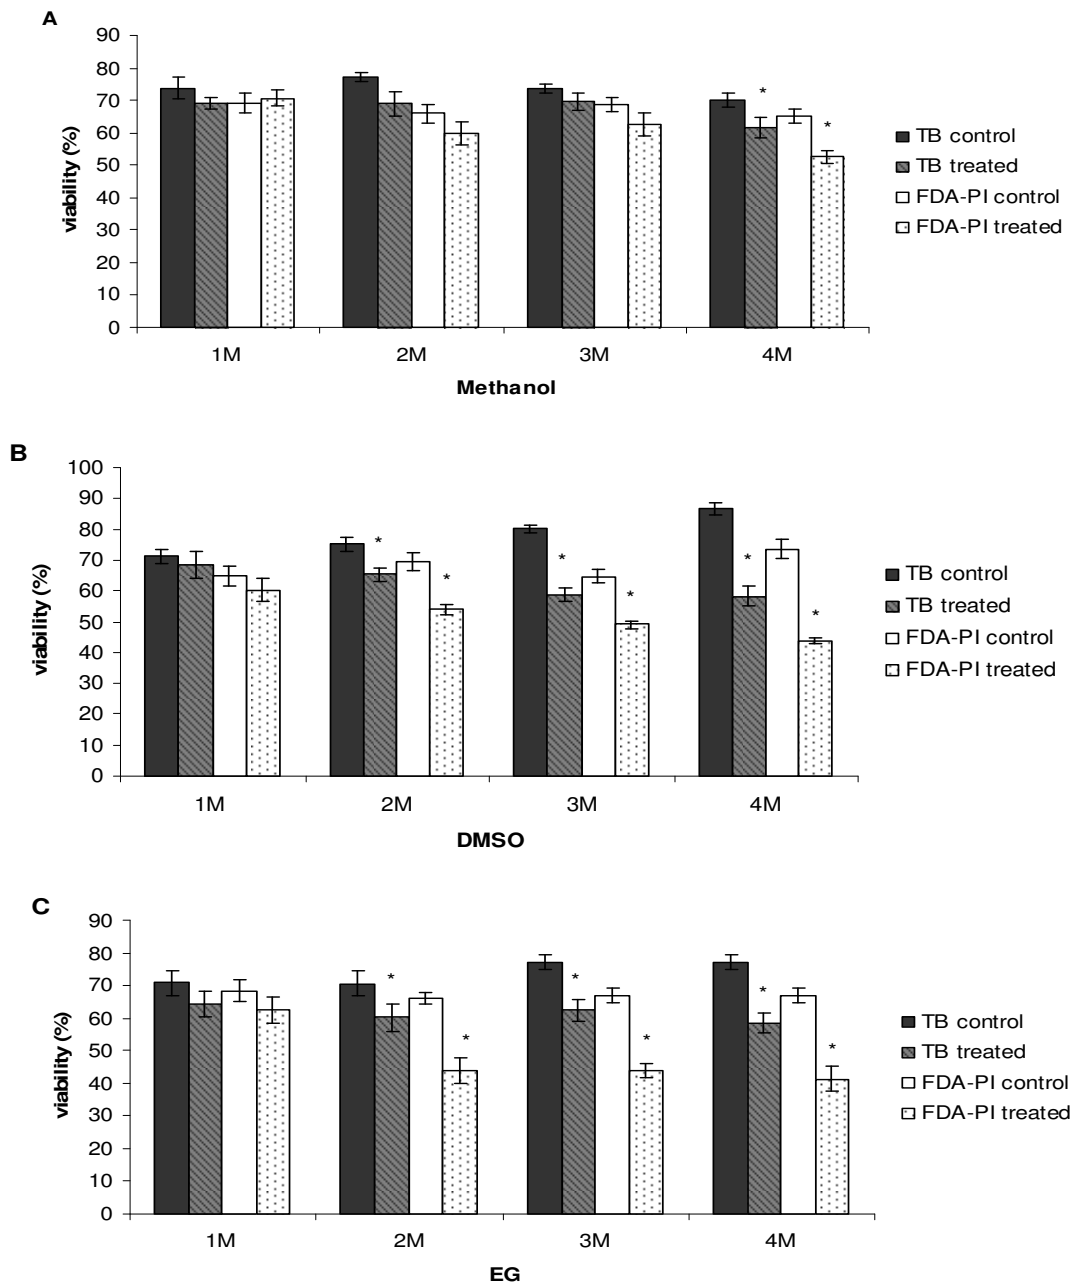 A
90
80
70
60
50
40
30
20
10
0
viability (%)
* *
1M 2M 3M 4M
Methanol
TB control
TB treated
FDA-PI control
FDA-PI treated
B
100
90
80
70
60
50
40
30
20
10
0
viability (%)
* * * * * *
1M 2M 3M 4M
DMSO
TB control
TB treated
FDA-PI control
FDA-PI treated
C
90
80
70
60
50
40
30
20
10
0
viability (%)
* * * * * *
1M 2M 3M 4M
EG
TB control
TB treated
FDA-PI control
FDA-PI treated